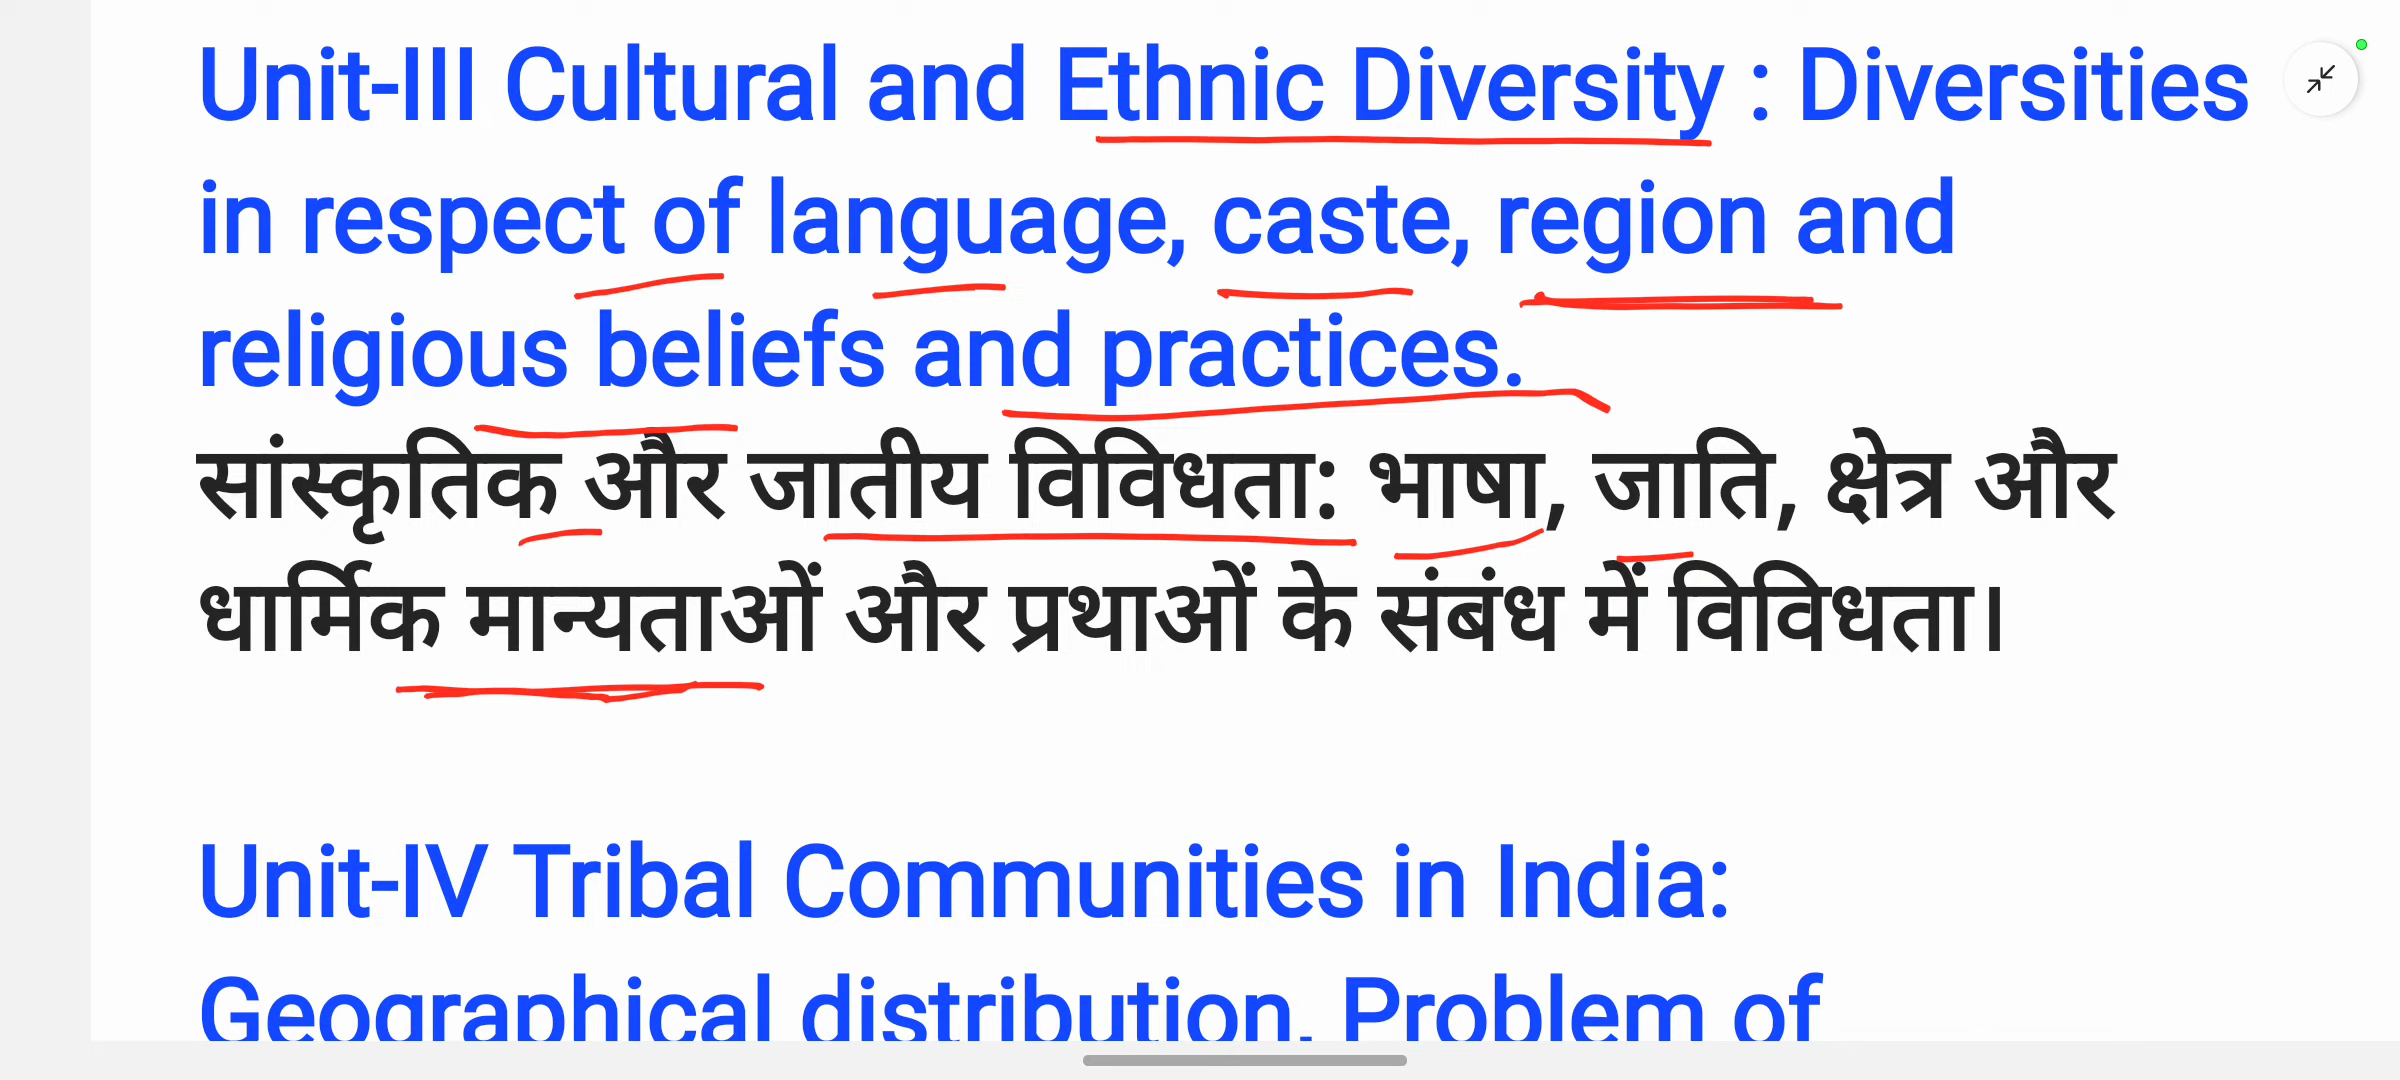 Unit-III Cultural and Ethnic Diversity : Diversities
in respect of language, caste, region and
religious beliefs and practices.
सांस्कृतिक और जातीय विविधता: भाषा, जाति, क्षेत्र और
धार्मिक मान्यताओं और प्रथाओं के संबंध में विविधता।
Unit-IV Tribal Communities in India:
Geographical distribution, Problem of